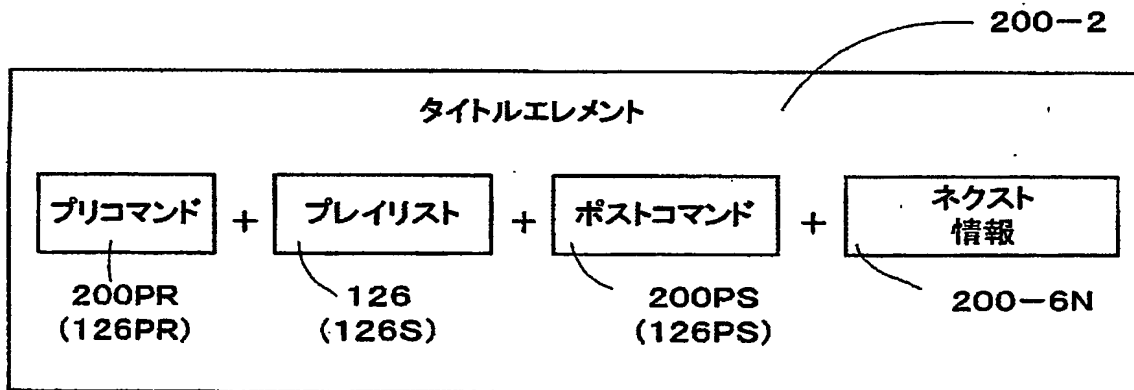 200−2
タイトルエレメント
プリコマンド + プレイリスト + ポストコマンド + ネクスト
情報
200PR 126 200PS 200−6N
(126PR) (126S) (126PS)